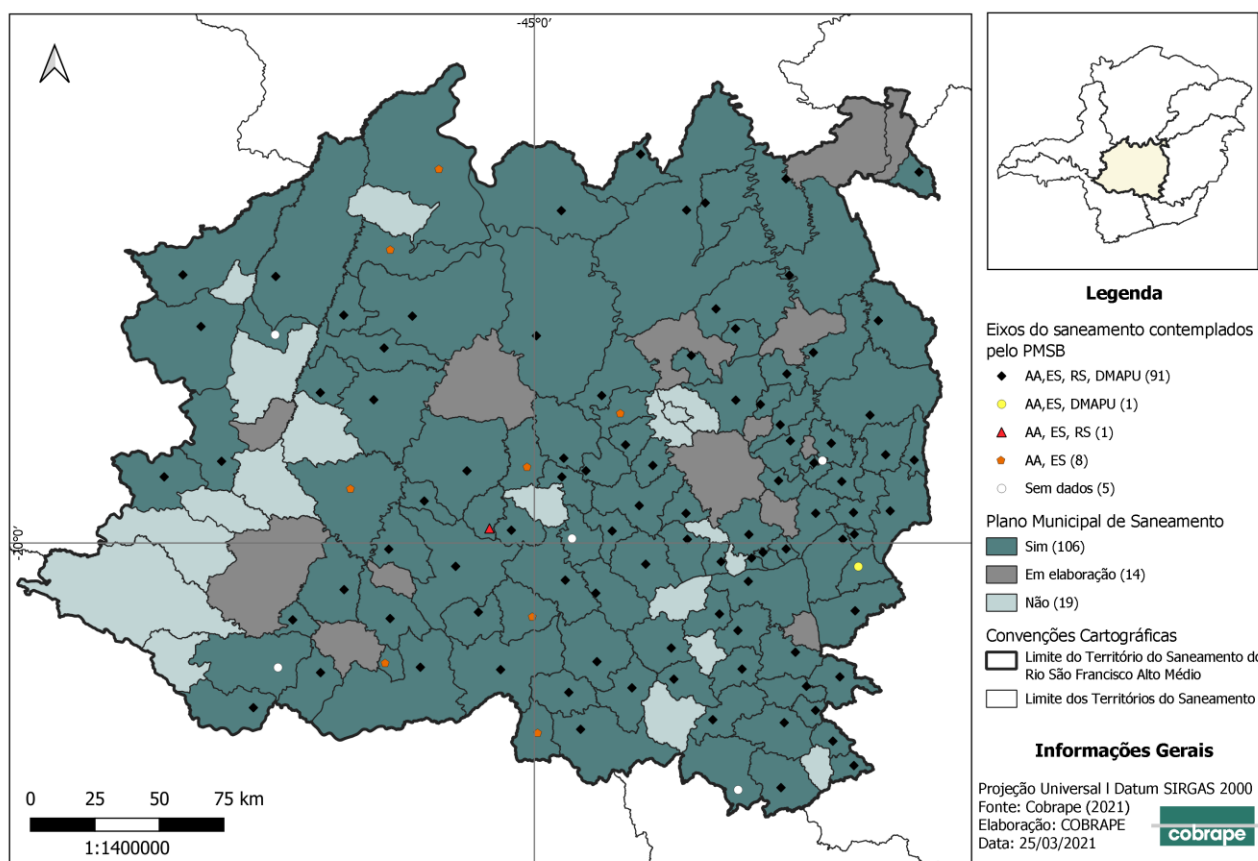 -45°0'
-20°0'
0 25 50 75 km
1:1400000
Legenda
Eixos do saneamento contemplados
pelo PMSB
AA,ES, RS, DMAPU (91)
AA,ES, DMAPU (1)
AA, ES, RS (1)
AA, ES (8)
Sem dados (5)
Plano Municipal de Saneamento
Sim (106)
Em elaboração (14)
Não (19)
Convenções Cartográficas
Limite do Território do Saneamento do
Rio São Francisco Alto Médio
Limite dos Territórios do Saneamento
Informações Gerais
Projeção Universal I Datum SIRGAS 2000
Fonte: Cobrape (2021)
Elaboração: COBRAPE
Data: 25/03/2021
cobrape